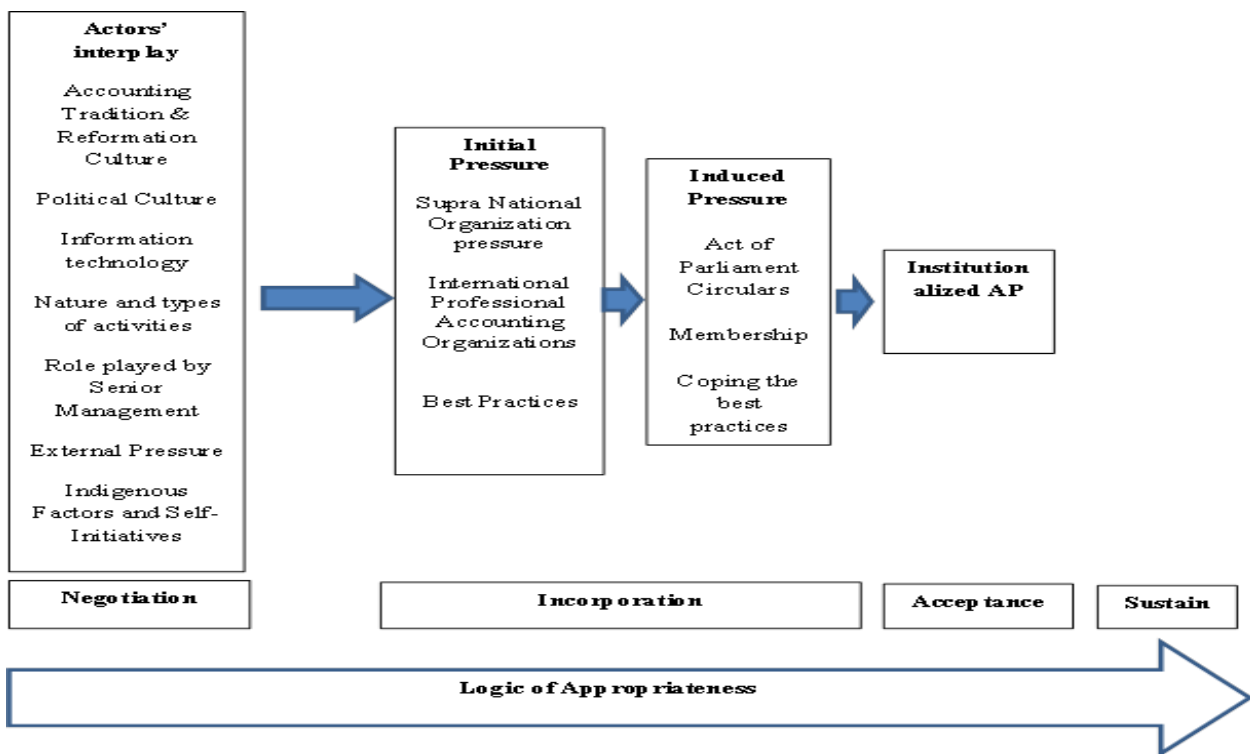 Actors'
interplay
Accounting
Tradition &
Reformation
Culture
Political Culture
Information
technology
Nature and types
of activities
Role played by
Senior
Management
External Pressure
Indigenous
Factors and Self-
Initiatives
Initial
Pressure
Supra National
Organization
pressure
International
Professional
Accounting
Organizations
Best Practices
Induced
Pressure
Act of
Parliament
Circulars
Membership
Coping the
best
practices
Institution
alized AP
Negotiation
Incorporation
Acceptance
Sustain
Logic of Appropriateness